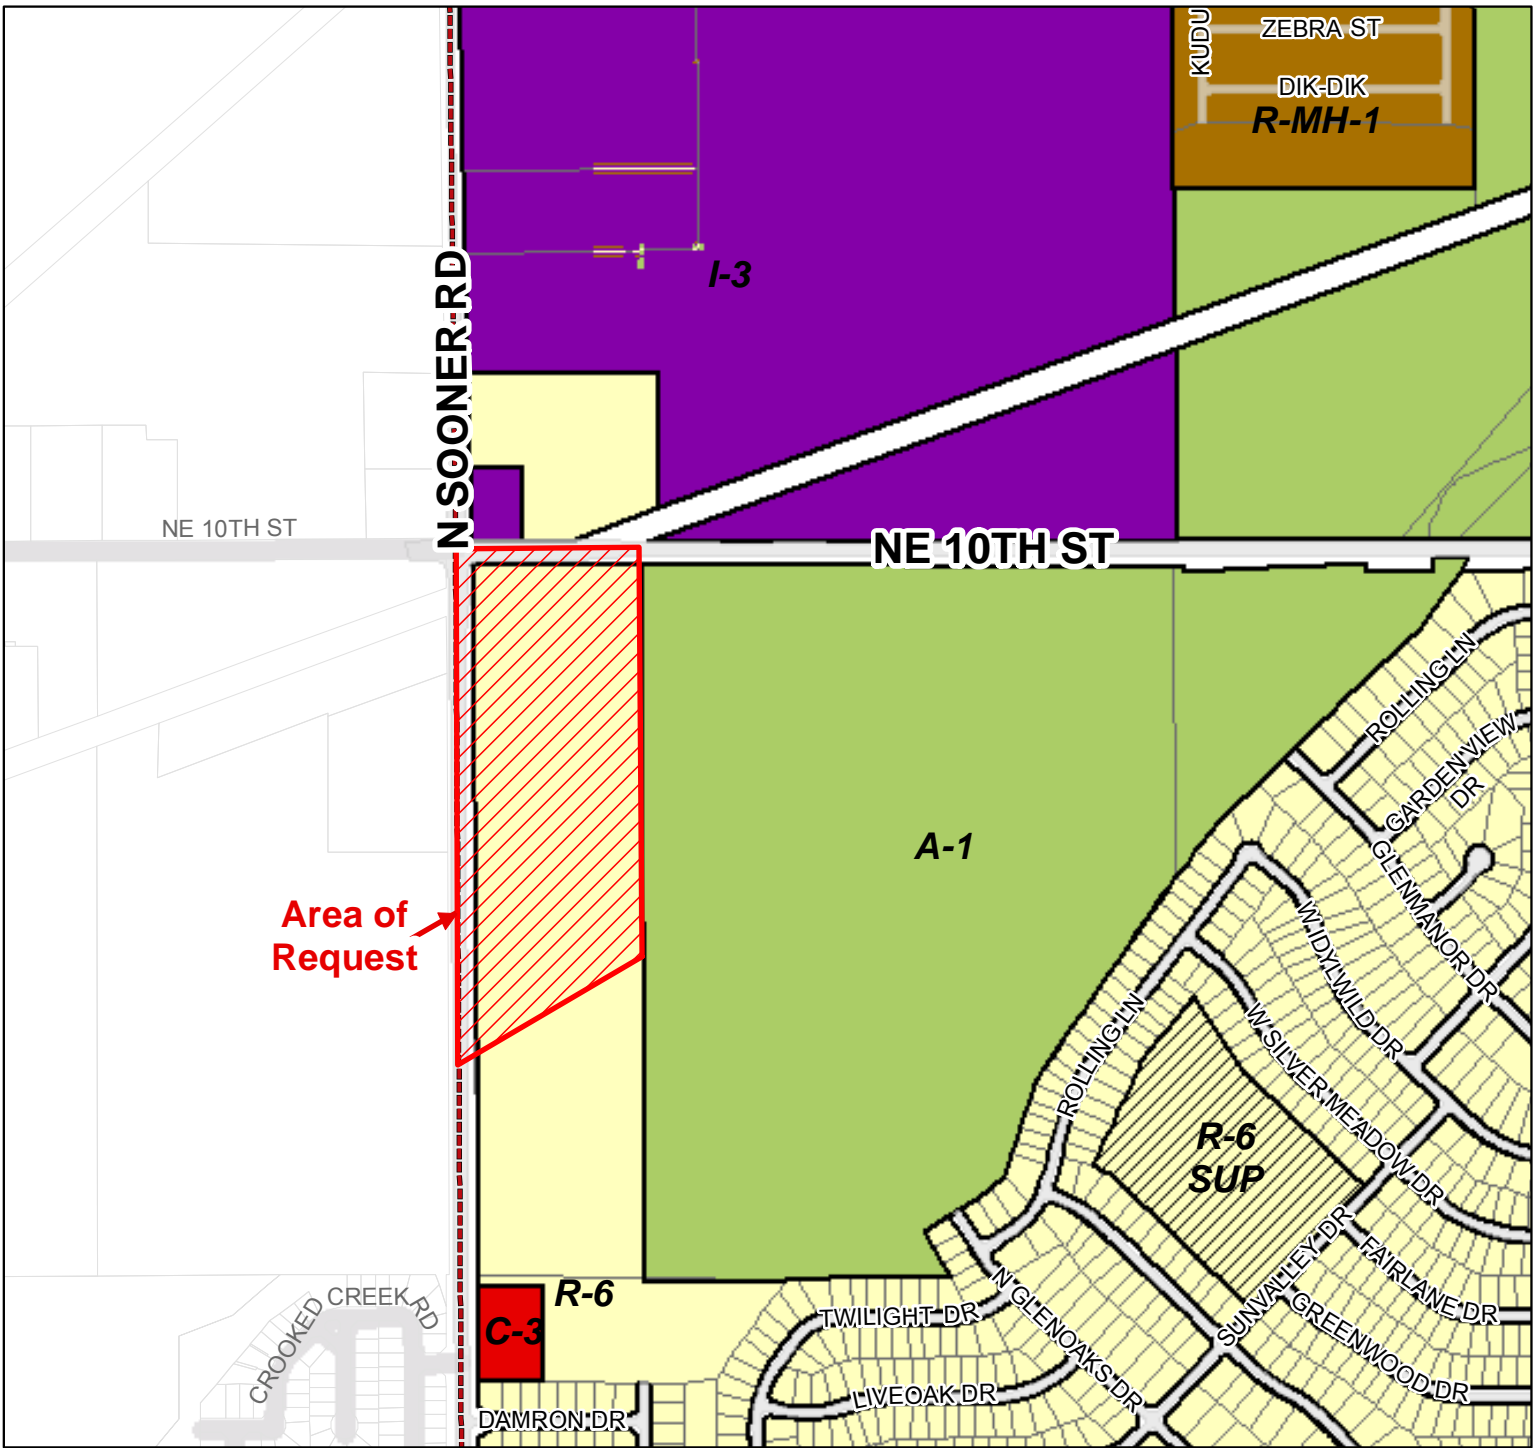 KUDU
ZEBRA ST
DIK-DIK
R-MH-1
I-3
N SOONER RD
NE 10TH ST
NE 10TH ST
ROLLING LN
GARDEN VIEW
DR
GLENMANOR DR
A-1
Area of
Request
W IDYLWILD DR
W SILVER MEADOW DR
ROLLING LN
R-6
SUP
SUNVALLEY DR
FAIRLANE DR
GREENWOOD DR
N GLENOAKS DR
TWILIGHT DR
LIVEOAK DR
R-6
C-3
CROOKED CREEK RD
DAMRON DR